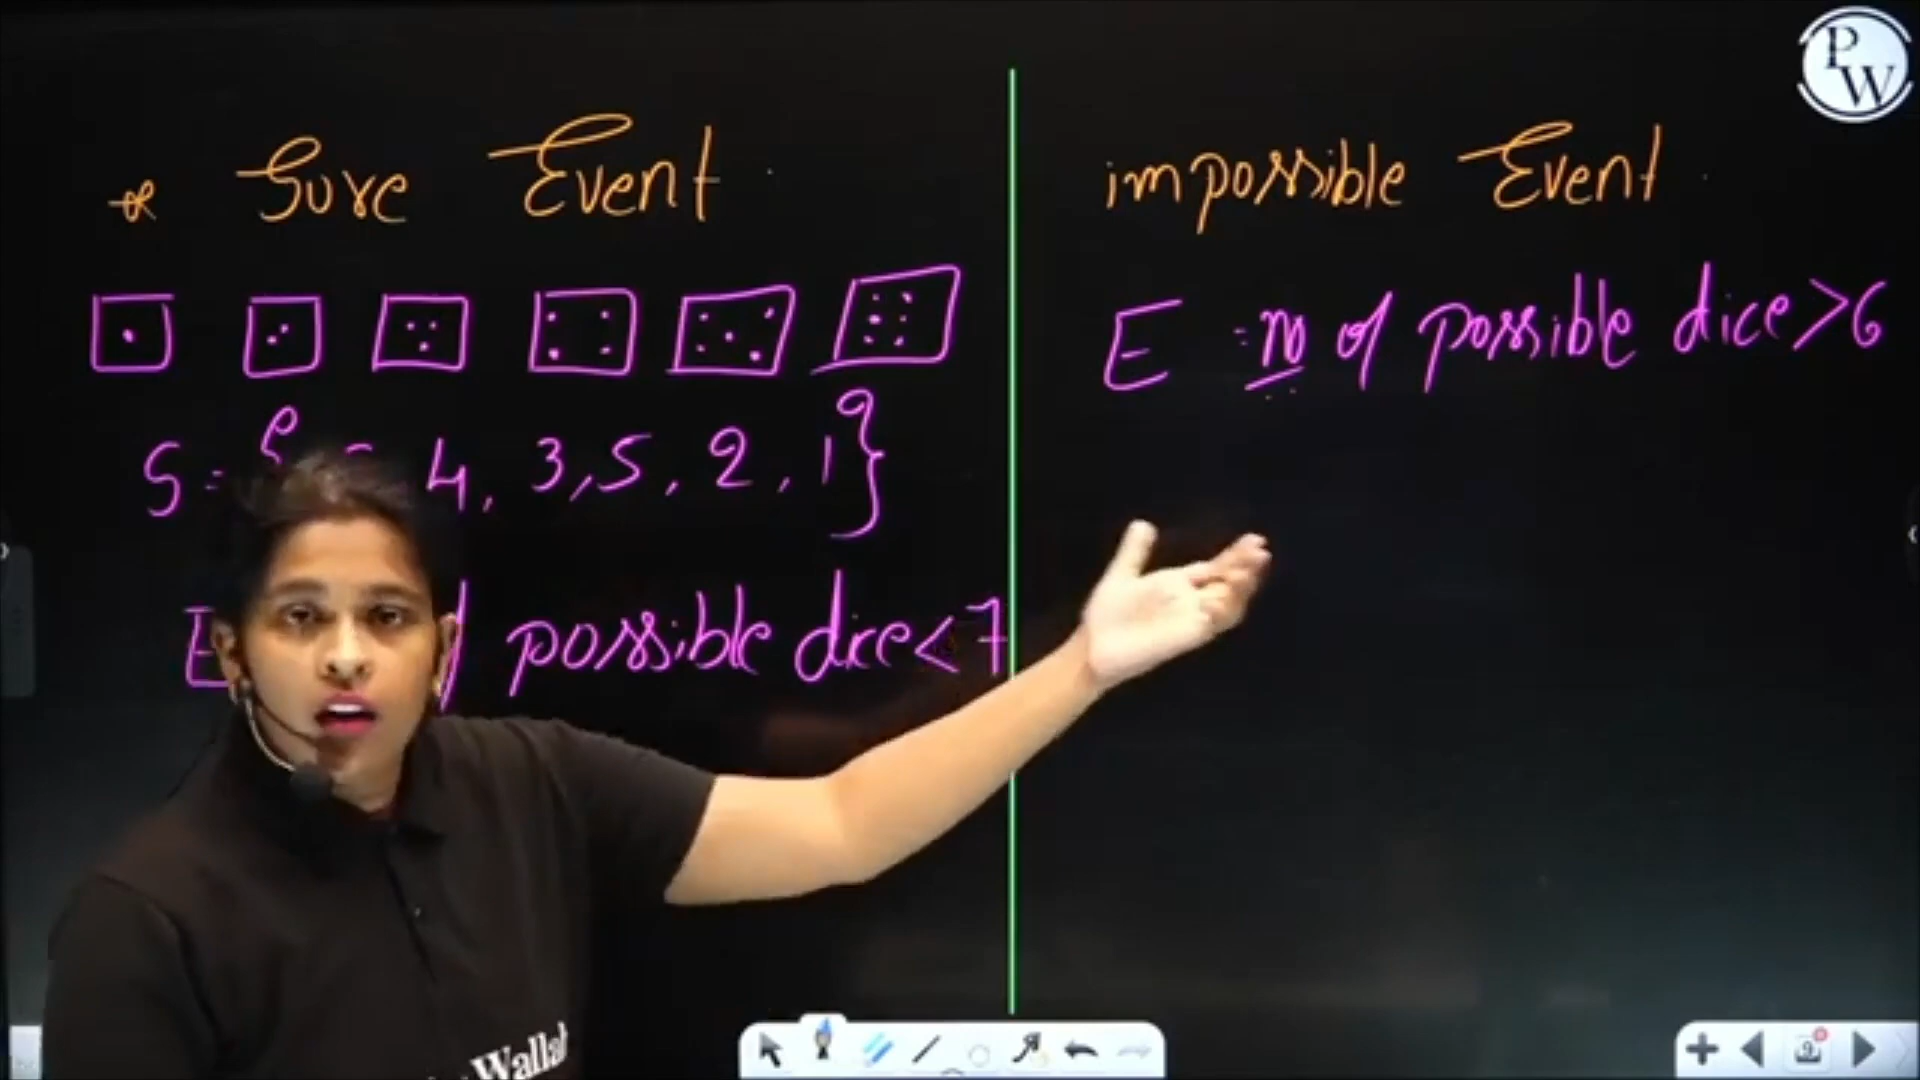 Sure Event
impossible Event
E = no of possible dice > 6
S = { 4, 3, 5, 2, 1 }
E possible dice < 7
Wallah
PW